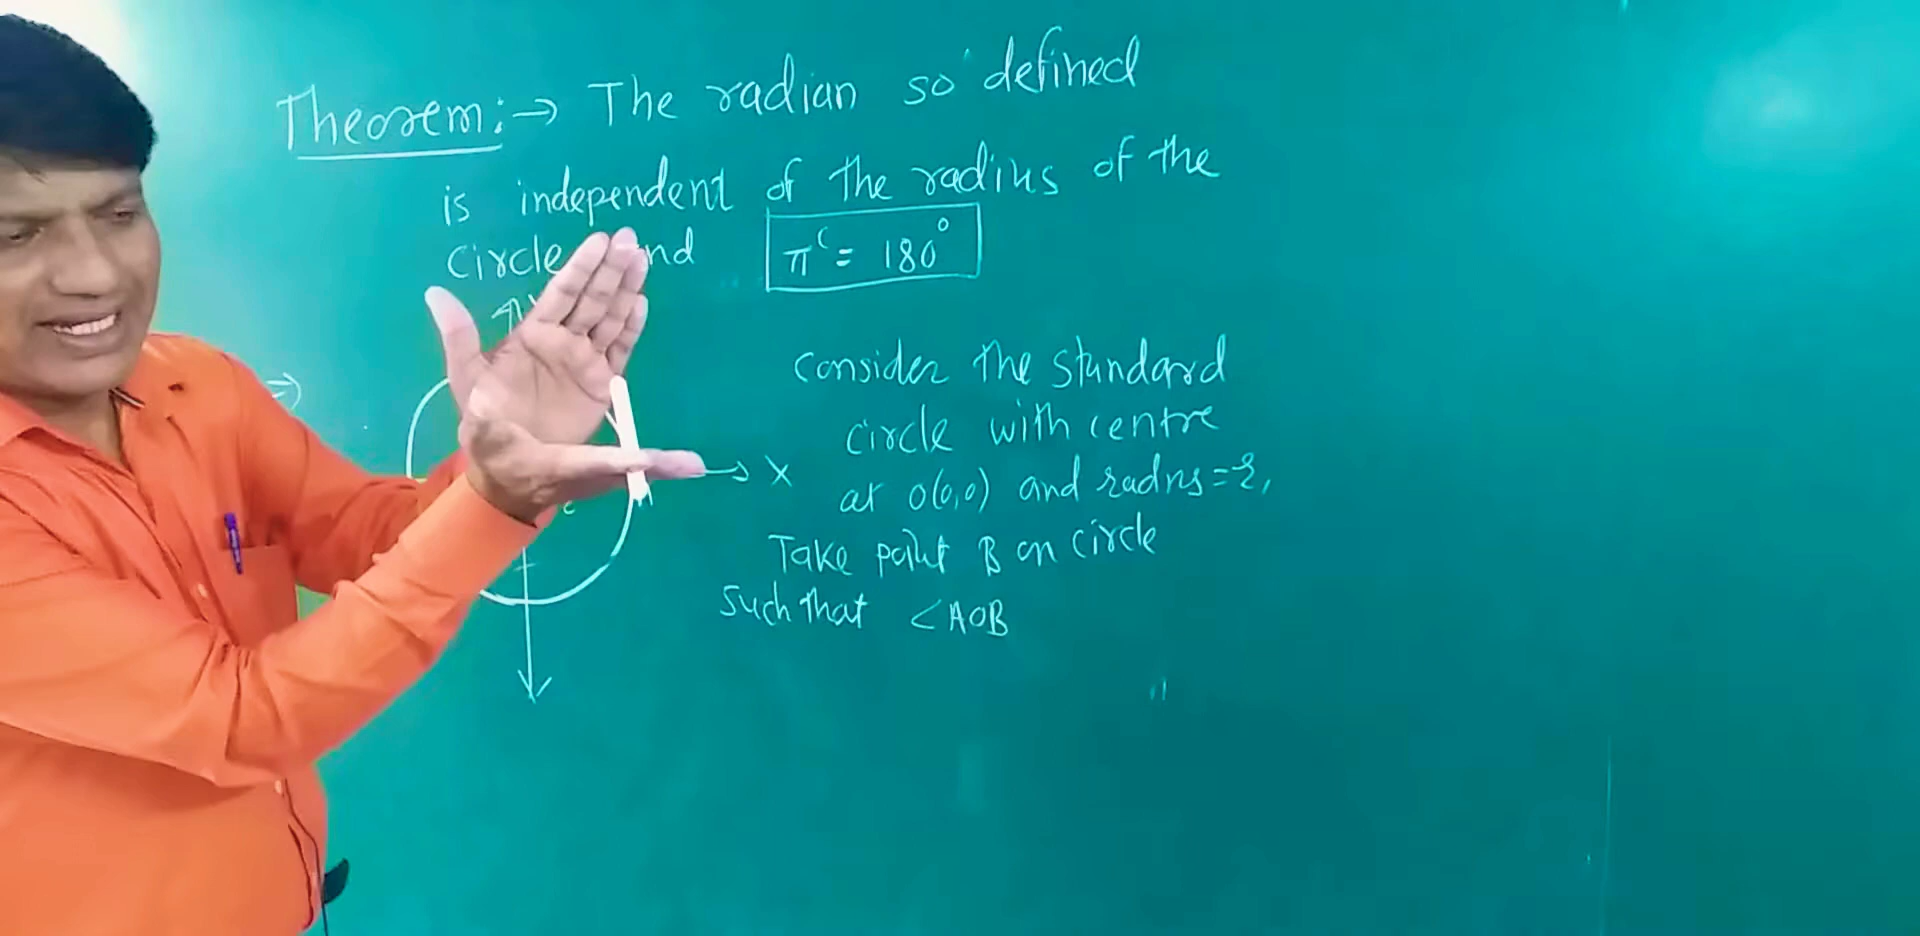 Theorem:→ The radian so defined
is independent of the radius of the
Circle and πᶜ = 180°
X
Consider the standard
circle with centre
at O(0,0) and radius = r,
Take point B on circle
such that <AOB